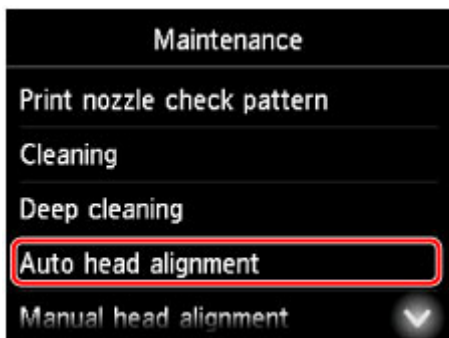 Maintenance
Print nozzle check pattern
Cleaning
Deep cleaning
Auto head alignment
Manual head alignment